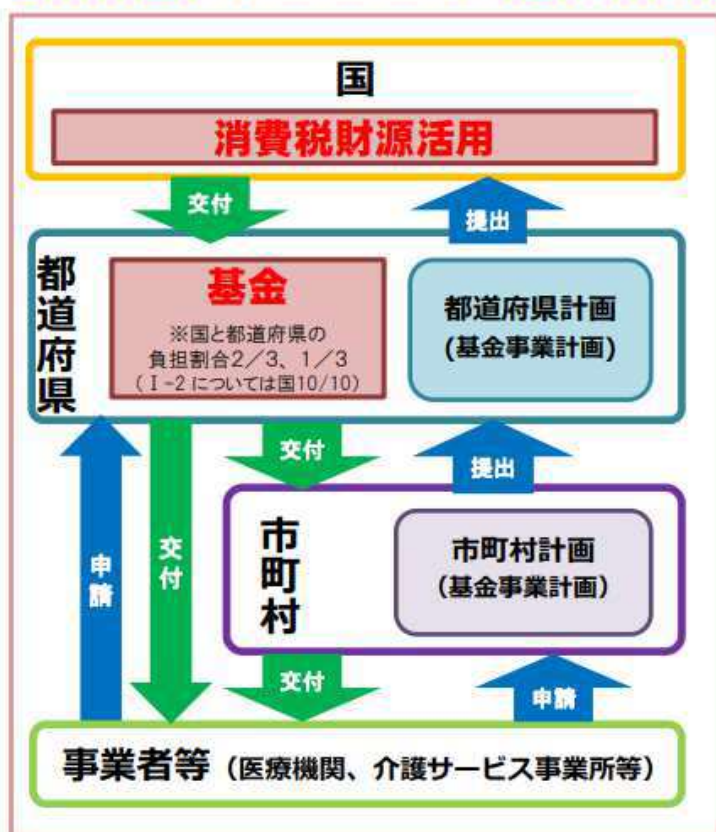 国
消費税財源活用
交付
提出
都道府県
基金
※国と都道府県の
負担割合2/3、1/3
(Ⅰ-2については国10/10)
都道府県計画
(基金事業計画)
交付
提出
申請
交付
市町村
市町村計画
(基金事業計画)
交付
申請
事業者等(医療機関、介護サービス事業所等)